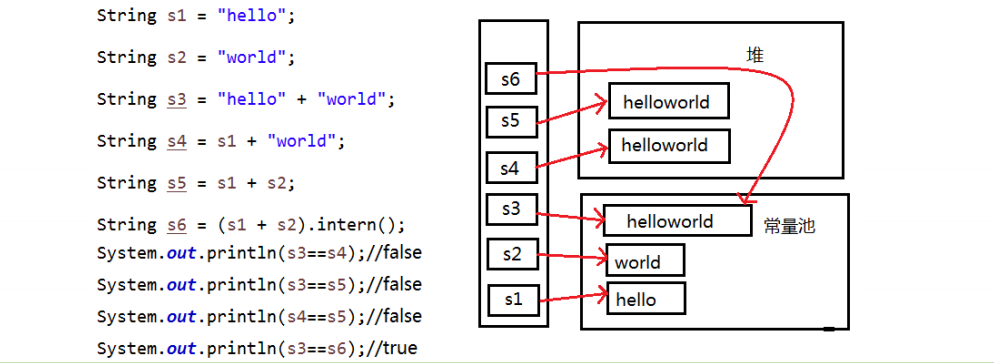 String s1 = "hello";
String s2 = "world";
String s3 = "hello" + "world";
String s4 = s1 + "world";
String s5 = s1 + s2;
String s6 = (s1 + s2).intern();
System.out.println(s3==s4);//false
System.out.println(s3==s5);//false
System.out.println(s4==s5);//false
System.out.println(s3==s6);//true
堆
s6
s5
helloworld
s4
helloworld
s3
helloworld
常量池
s2
world
s1
hello